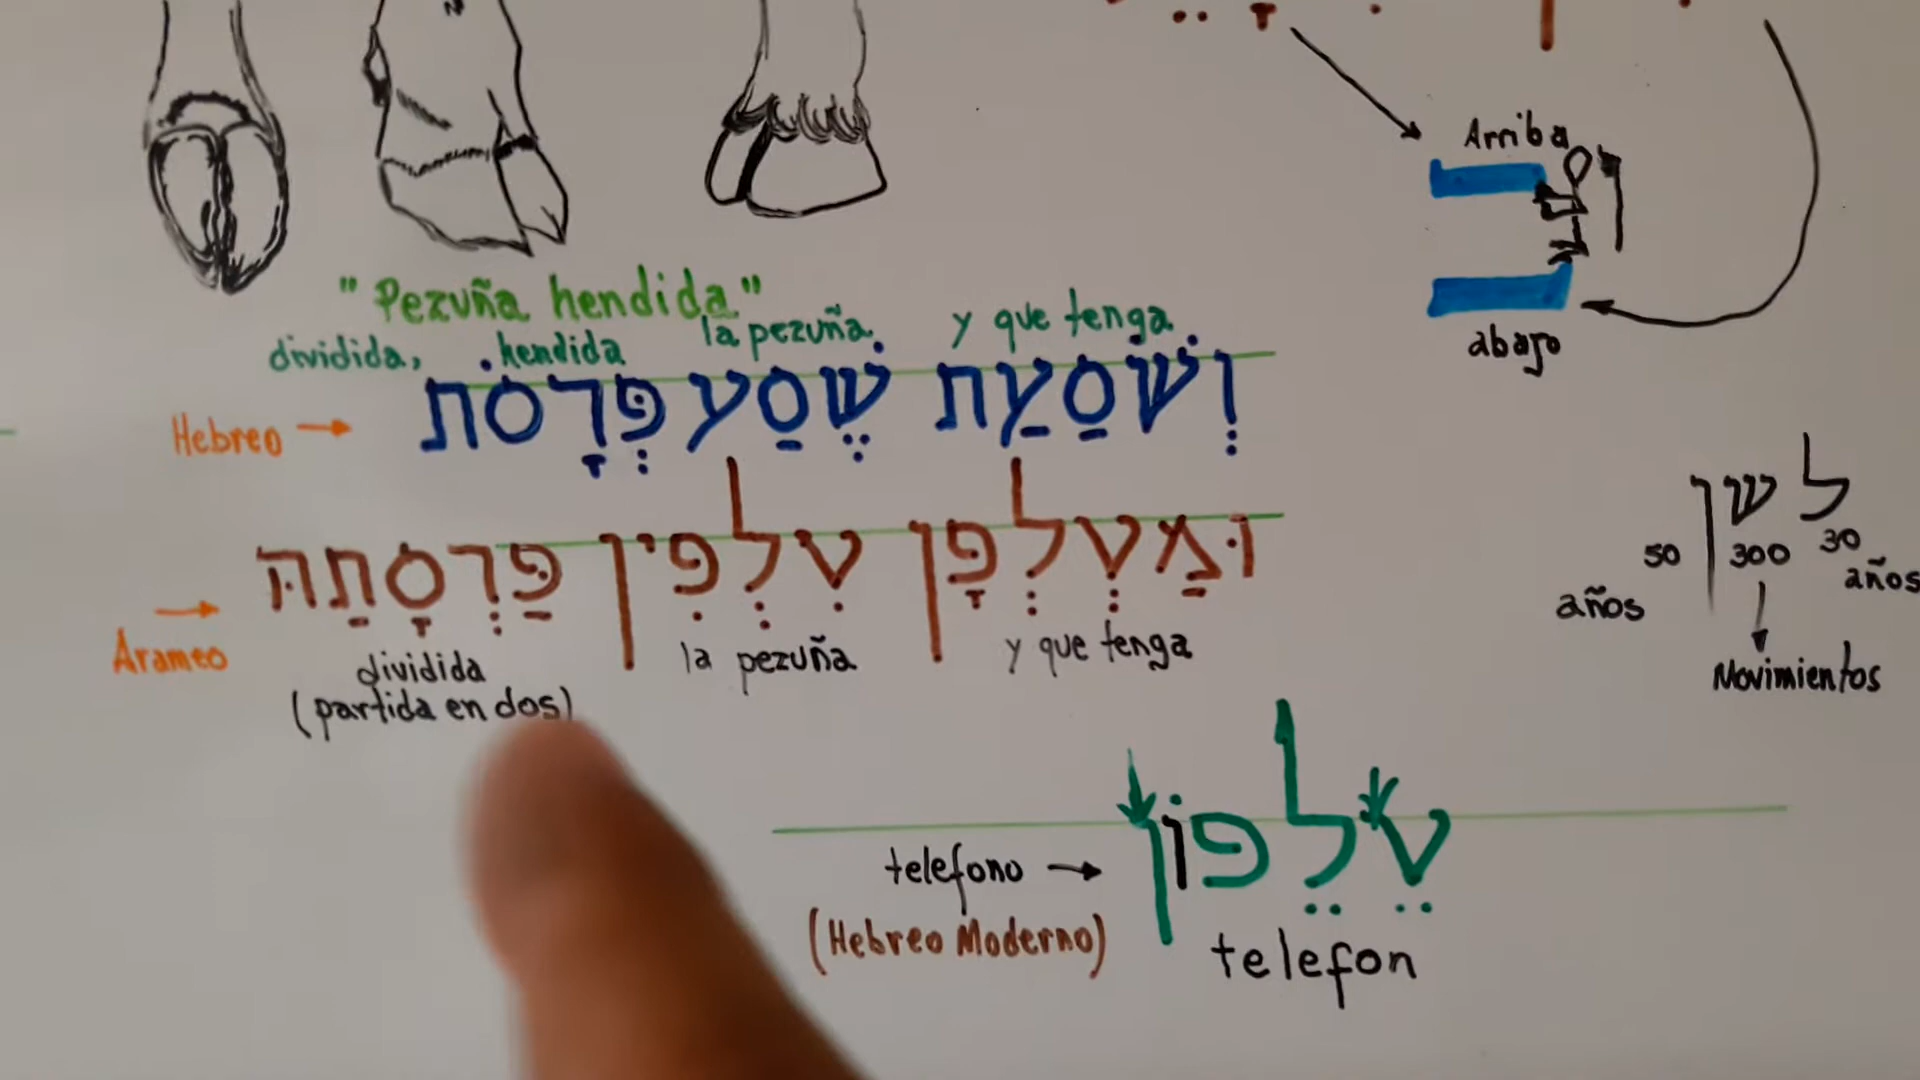 Arriba
abajo
"Pezuña hendida"
dividida, hendida la pezuña y que tenga
Hebreo → וְשֹׁסַעַת שֶׁסַע פְּרָסֹת
Arameo → וּמַטְלְפָן טִלְפִין פַּרְסָתַהּ
dividida la pezuña y que tenga
(partida en dos)
לשן
50 300 30
años años
Movimientos
telefono → טֵלֵפוֹן
(Hebreo Moderno) telefon